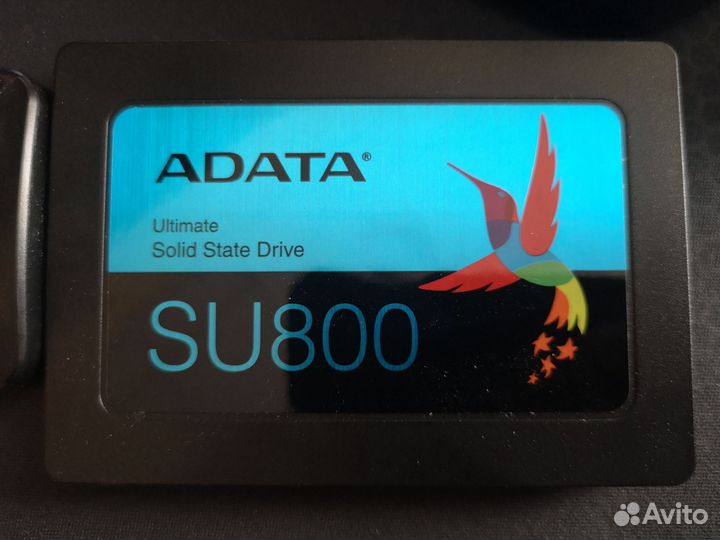 ADATA®
Ultimate
Solid State Drive
SU800
Avito